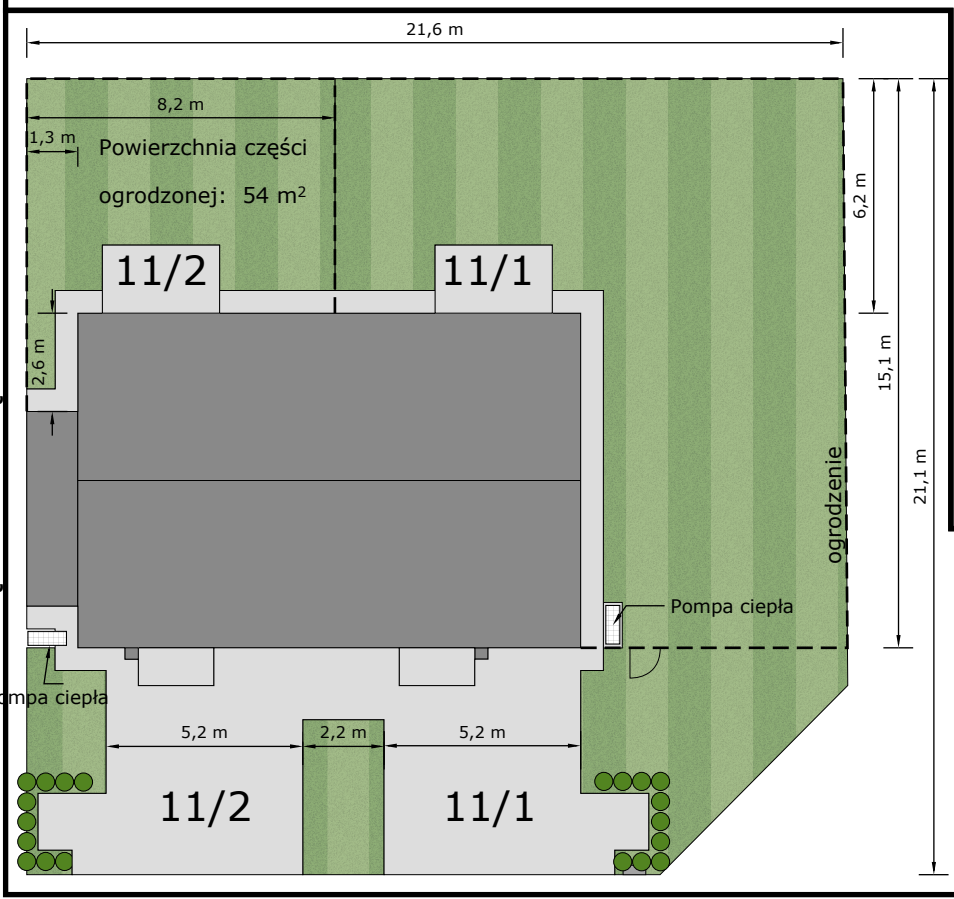 21,6 m
8,2 m
1,3 m
Powierzchnia części
ogrodzonej: 54 m²
6,2 m
11/2
11/1
2,6 m
15,1 m
21,1 m
ogrodzenie
Pompa ciepła
ompa ciepła
5,2 m
2,2 m
5,2 m
11/2
11/1